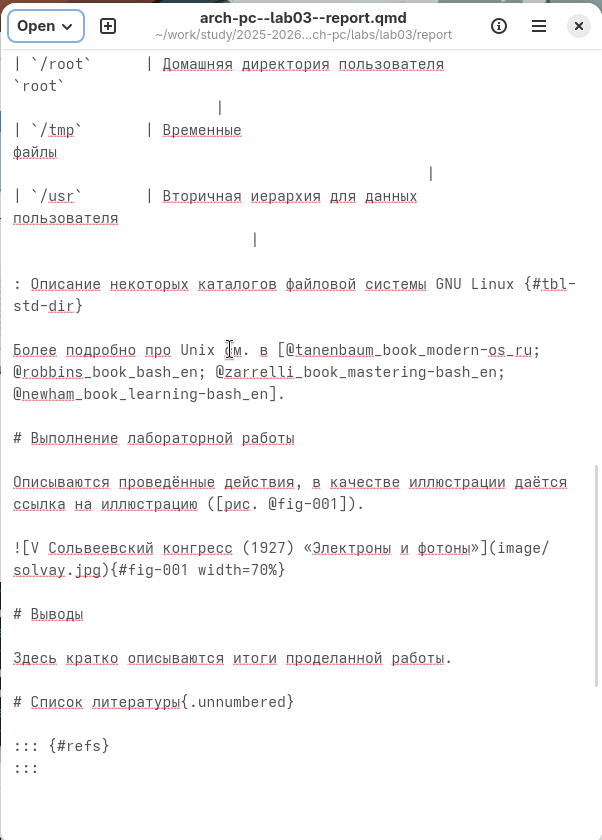 Open
arch-pc--lab03--report.qmd
~/work/study/2025-2026...ch-pc/labs/lab03/report
| `/root` | Домашняя директория пользователя
`root`
|
| `/tmp` | Временные
файлы
|
| `/usr` | Вторичная иерархия для данных
пользователя
|
: Описание некоторых каталогов файловой системы GNU Linux {#tbl-
std-dir}
Более подробно про Unix см. в [@tanenbaum_book_modern-os_ru;
@robbins_book_bash_en; @zarrelli_book_mastering-bash_en;
@newham_book_learning-bash_en].
# Выполнение лабораторной работы
Описываются проведённые действия, в качестве иллюстрации даётся
ссылка на иллюстрацию ([рис. @fig-001]).
![V Сольвеевский конгресс (1927) «Электроны и фотоны»](image/
solvay.jpg){#fig-001 width=70%}
# Выводы
Здесь кратко описываются итоги проделанной работы.
# Список литературы{.unnumbered}
::: {#refs}
:::